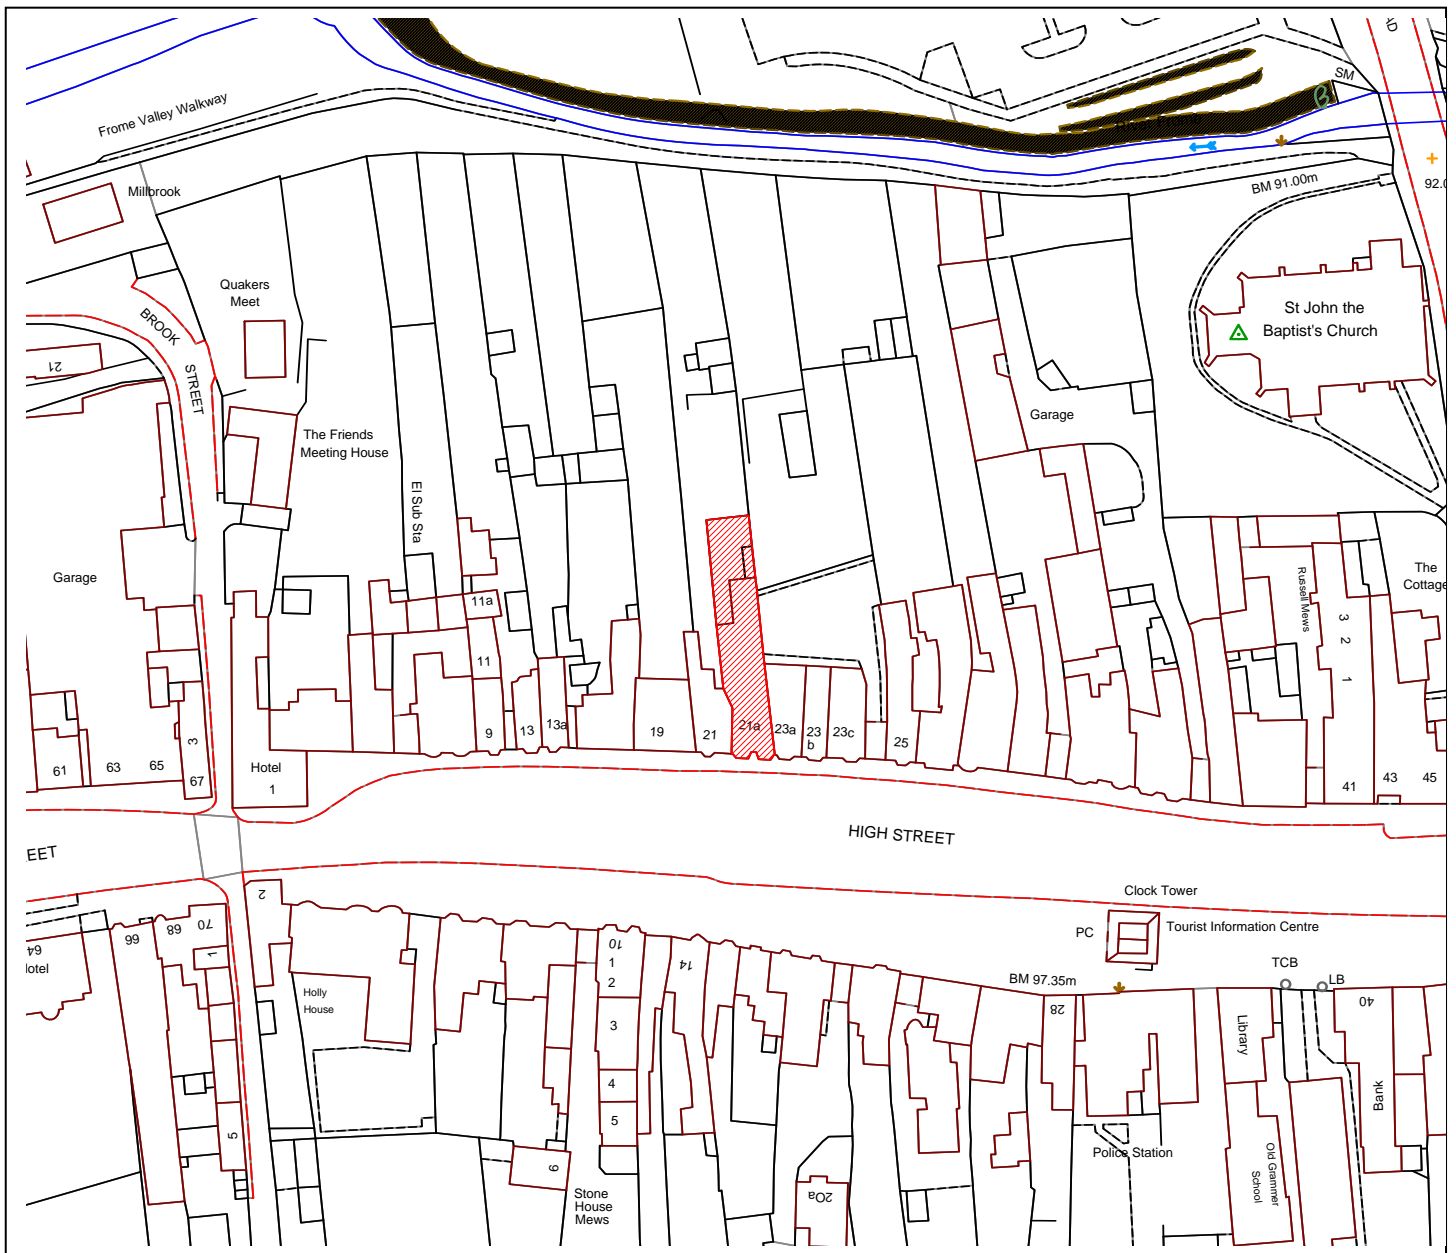 AD
SM
Frome Valley Walkway
River Frome
BM 91.00m
92.0
Millbrook
Quakers
Meet
BROOK
STREET
St John the
Baptist's Church
21
The Friends
Meeting House
Garage
El Sub Sta
Garage
The
Cottage
Russell Mews
11a
11
3
2
1
9
13
13a
19
21
21a
23a
23
b
23c
25
61
63
65
3
67
Hotel
1
41
43
45
HIGH STREET
EET
Clock Tower
PC
Tourist Information Centre
TCB
LB
BM 97.35m
2
64
Hotel
66
68
70
1
5
Holly
House
10
1
2
3
4
5
6
Stone
House
Mews
14
20a
28
Library
40
Bank
Police Station
Old Grammer
School